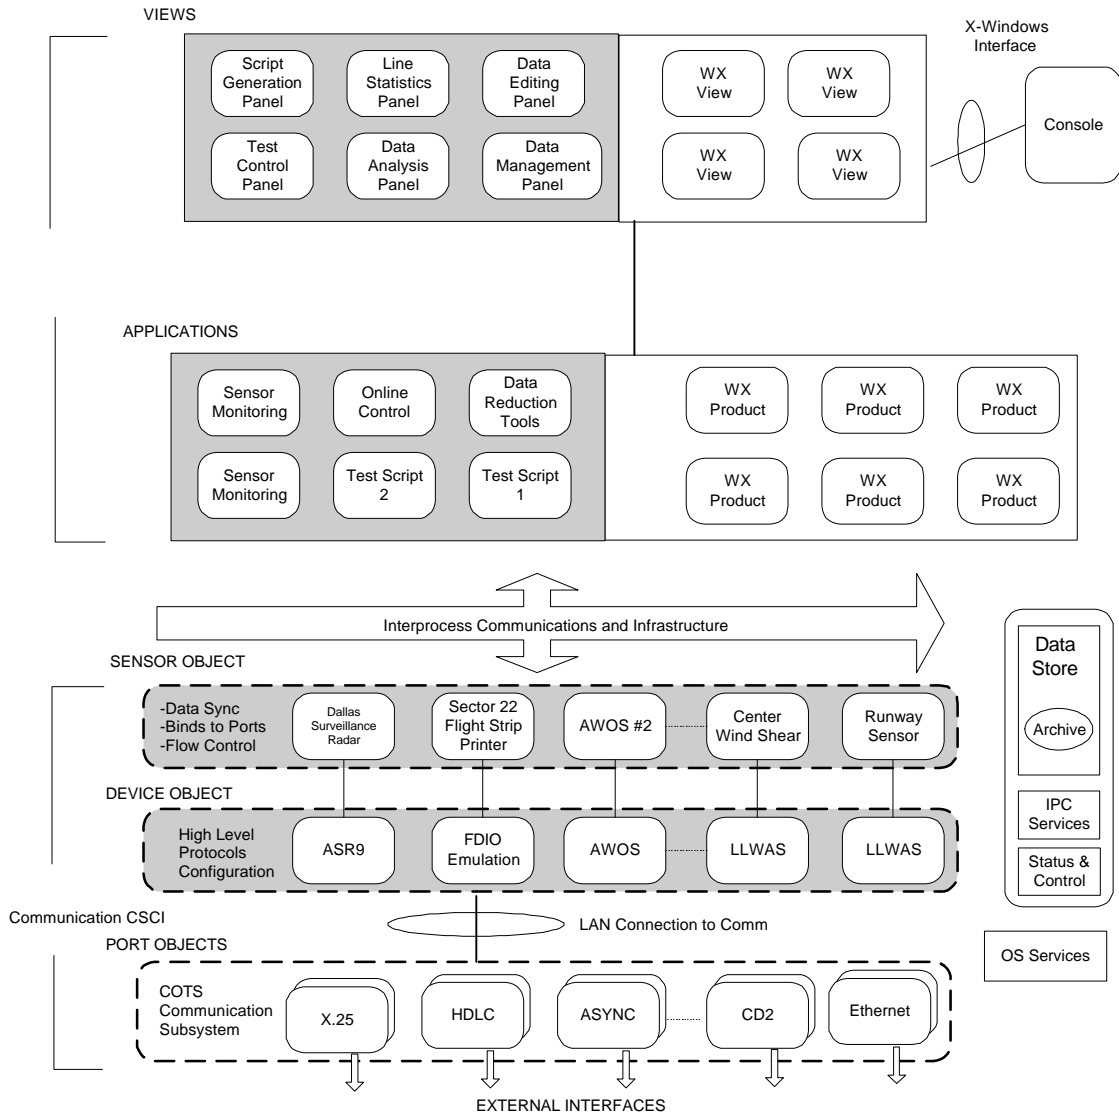 VIEWS
X-Windows
Interface
Script
Generation
Panel
Line
Statistics
Panel
Data
Editing
Panel
WX
View
WX
View
Console
Test
Control
Panel
Data
Analysis
Panel
Data
Management
Panel
WX
View
WX
View
APPLICATIONS
Sensor
Monitoring
Online
Control
Data
Reduction
Tools
WX
Product
WX
Product
WX
Product
Sensor
Monitoring
Test Script
2
Test Script
1
WX
Product
WX
Product
WX
Product
Interprocess Communications and Infrastructure
SENSOR OBJECT
-Data Sync
-Binds to Ports
-Flow Control
Dallas
Surveillance
Radar
Sector 22
Flight Strip
Printer
AWOS #2
Center
Wind Shear
Runway
Sensor
Data
Store
Archive
DEVICE OBJECT
High Level
Protocols
Configuration
ASR9
FDIO
Emulation
AWOS
LLWAS
LLWAS
IPC
Services
Status &
Control
Communication CSCI
LAN Connection to Comm
PORT OBJECTS
OS Services
COTS
Communication
Subsystem
X.25
HDLC
ASYNC
CD2
Ethernet
EXTERNAL INTERFACES